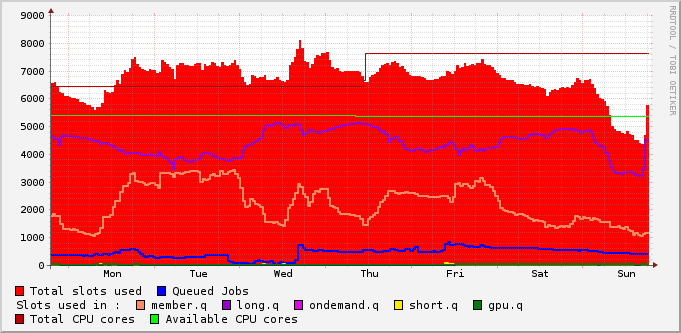 9000
8000
7000
6000
5000
4000
3000
2000
1000
0
Mon Tue Wed Thu Fri Sat Sun
RRDTOOL / TOBI OETIKER
Total slots used Queued Jobs
Slots used in : member.q long.q ondemand.q short.q gpu.q
Total CPU cores Available CPU cores